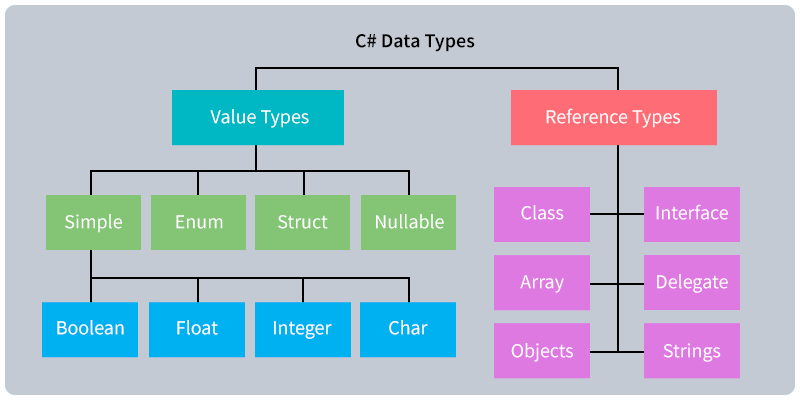 C# Data Types
Value Types
Reference Types
Simple
Enum
Struct
Nullable
Boolean
Float
Integer
Char
Class
Interface
Array
Delegate
Objects
Strings